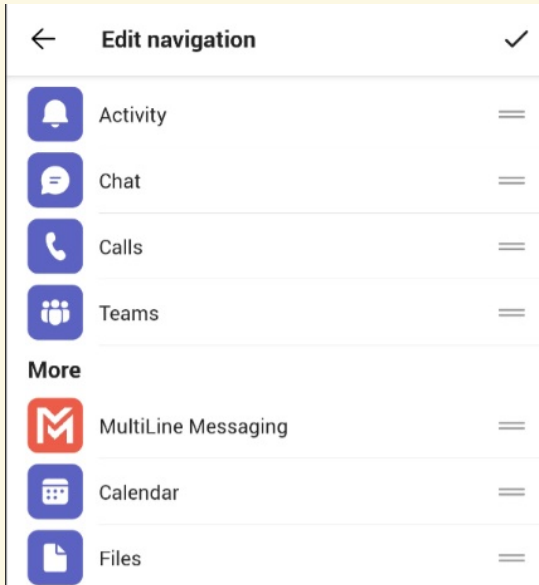 Edit navigation
Activity
Chat
Calls
Teams
More
MultiLine Messaging
Calendar
Files